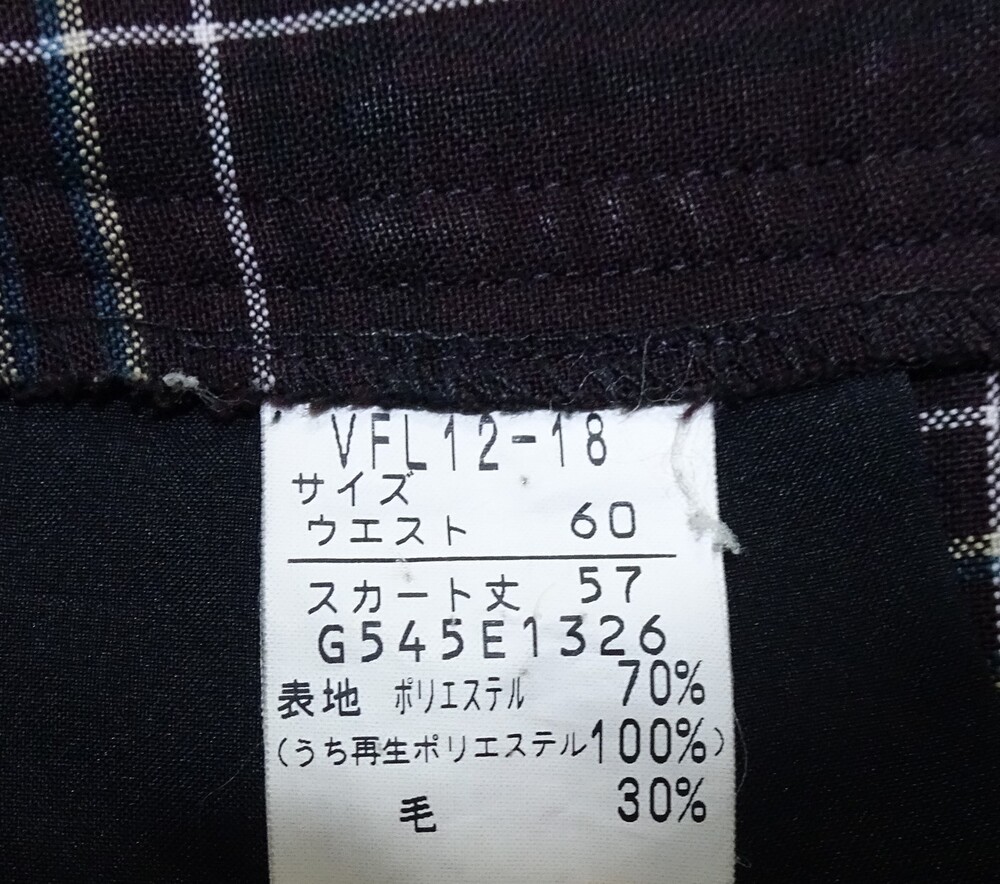 VFL12-18
サイズ
ウエスト 60
スカート丈 57
G545E1326
表地 ポリエステル 70%
(うち再生ポリエステル100%)
毛 30%